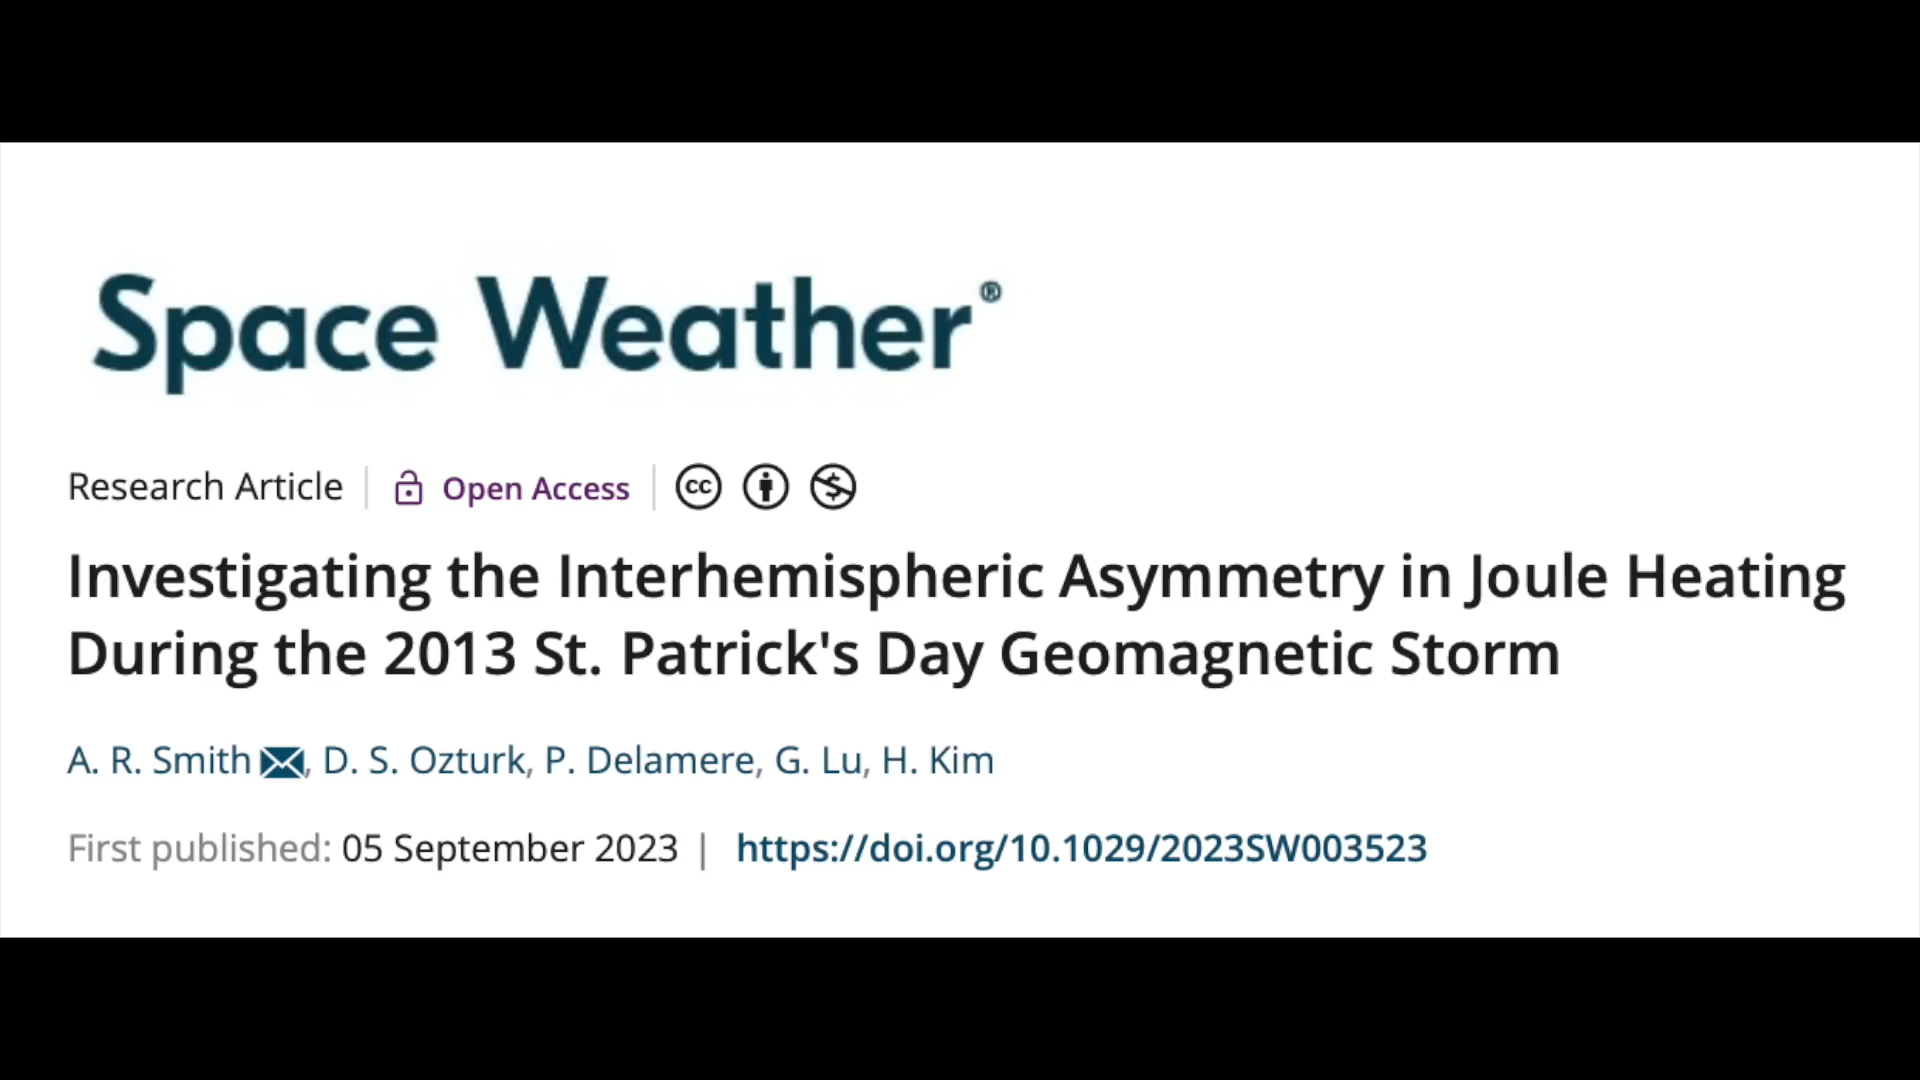 Space Weather®
Research Article | Open Access |
Investigating the Interhemispheric Asymmetry in Joule Heating
During the 2013 St. Patrick's Day Geomagnetic Storm
A. R. Smith, D. S. Ozturk, P. Delamere, G. Lu, H. Kim
First published: 05 September 2023 | https://doi.org/10.1029/2023SW003523